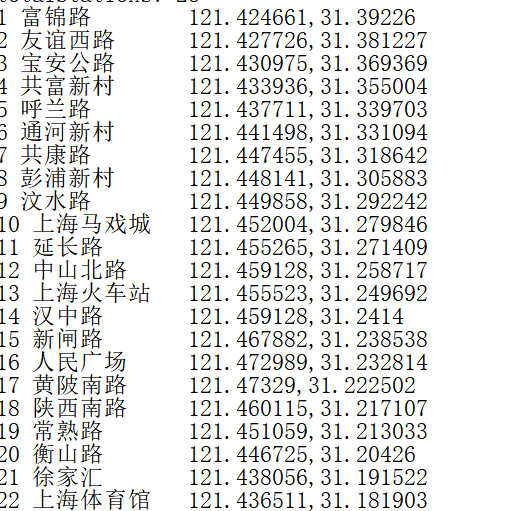 1 富锦路 121.424661,31.39226
2 友谊西路 121.427726,31.381227
3 宝安公路 121.430975,31.369369
4 共富新村 121.433936,31.355004
5 呼兰路 121.437711,31.339703
6 通河新村 121.441498,31.331094
7 共康路 121.447455,31.318642
8 彭浦新村 121.448141,31.305883
9 汶水路 121.449858,31.292242
10 上海马戏城 121.452004,31.279846
11 延长路 121.455265,31.271409
12 中山北路 121.459128,31.258717
13 上海火车站 121.455523,31.249692
14 汉中路 121.459128,31.2414
15 新闸路 121.467882,31.238538
16 人民广场 121.472989,31.232814
17 黄陂南路 121.47329,31.222502
18 陕西南路 121.460115,31.217107
19 常熟路 121.451059,31.213033
20 衡山路 121.446725,31.20426
21 徐家汇 121.438056,31.191522
22 上海体育馆 121.436511,31.181903